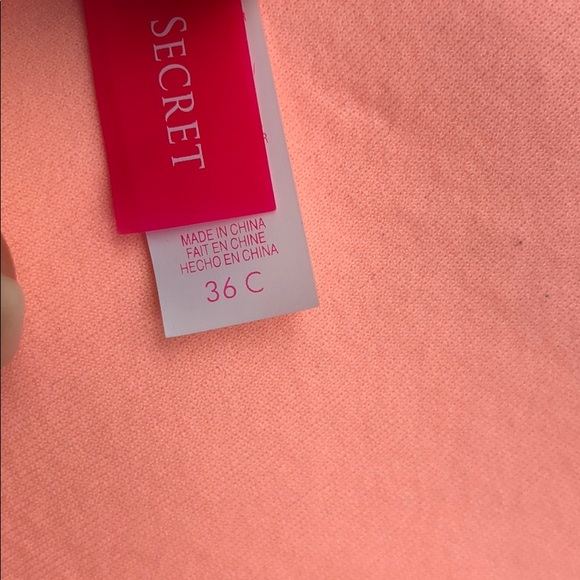 SECRET
MADE IN CHINA
FAIT EN CHINE
HECHO EN CHINA
36 C